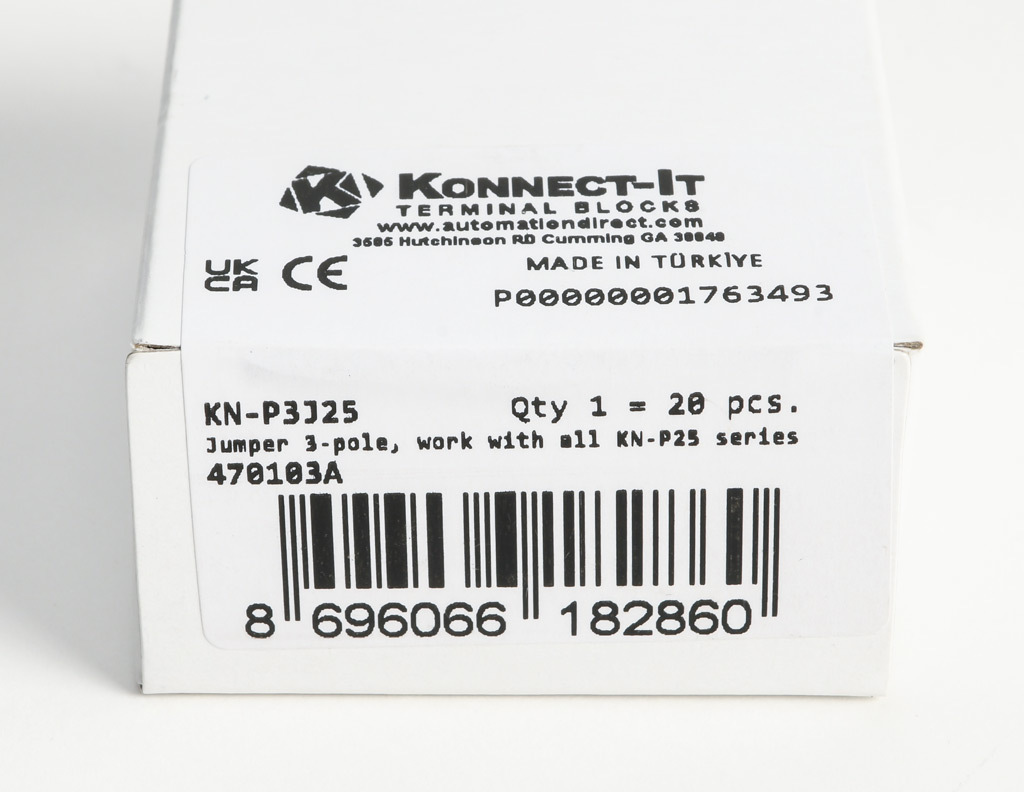 KONNECT-IT
TERMINAL BLOCKS
www.automationdirect.com
3505 Hutchinson RD Cumming GA 30040
UK CA CE
MADE IN TÜRKİYE
P000000001763493
KN-P3J25 Qty 1 = 20 pcs.
Jumper 3-pole, work with all KN-P25 series
470103A
8 696066 182860